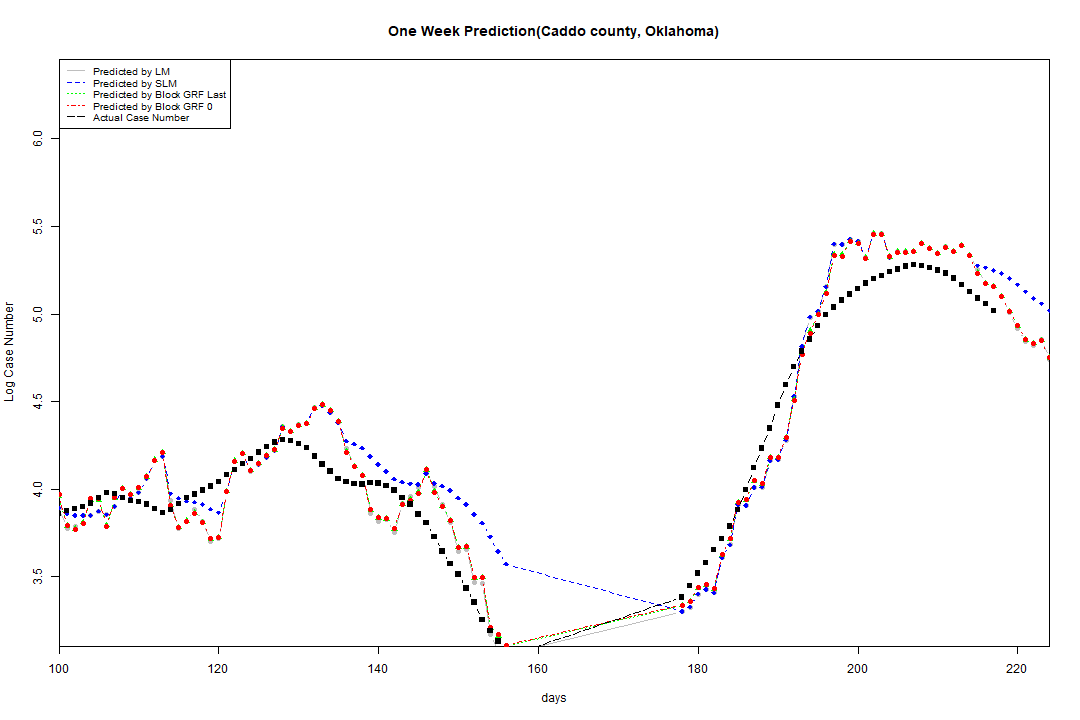 One Week Prediction(Caddo county, Oklahoma)
Predicted by LM
Predicted by SLM
Predicted by Block GRF Last
Predicted by Block GRF 0
Actual Case Number
Log Case Number
6.0
5.5
5.0
4.5
4.0
3.5
100 120 140 160 180 200 220
days